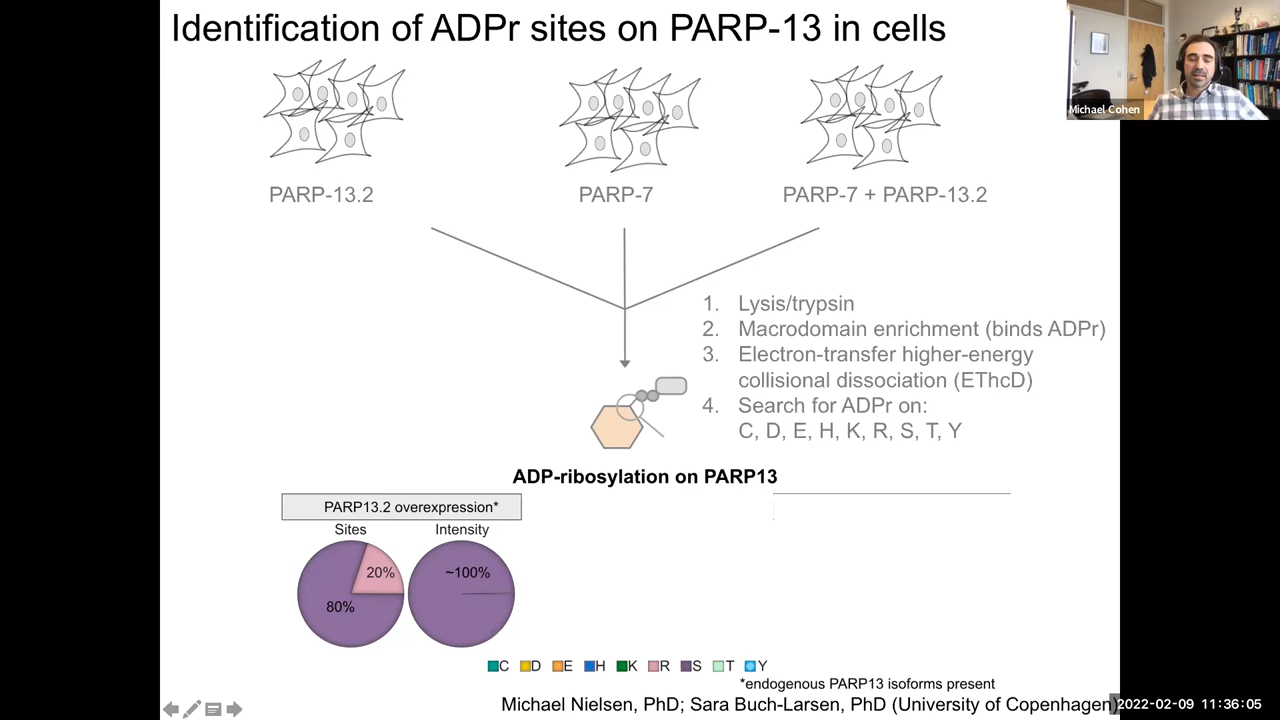 Identification of ADPr sites on PARP-13 in cells
Michael Cohen
PARP-13.2
PARP-7
PARP-7 + PARP-13.2
1. Lysis/trypsin
2. Macrodomain enrichment (binds ADPr)
3. Electron-transfer higher-energy
collisional dissociation (EThcD)
4. Search for ADPr on:
C, D, E, H, K, R, S, T, Y
ADP-ribosylation on PARP13
PARP13.2 overexpression*
Sites
Intensity
20%
80%
~100%
C D E H K R S T Y
*endogenous PARP13 isoforms present
Michael Nielsen, PhD; Sara Buch-Larsen, PhD (University of Copenhagen)
2022-02-09 11:36:05